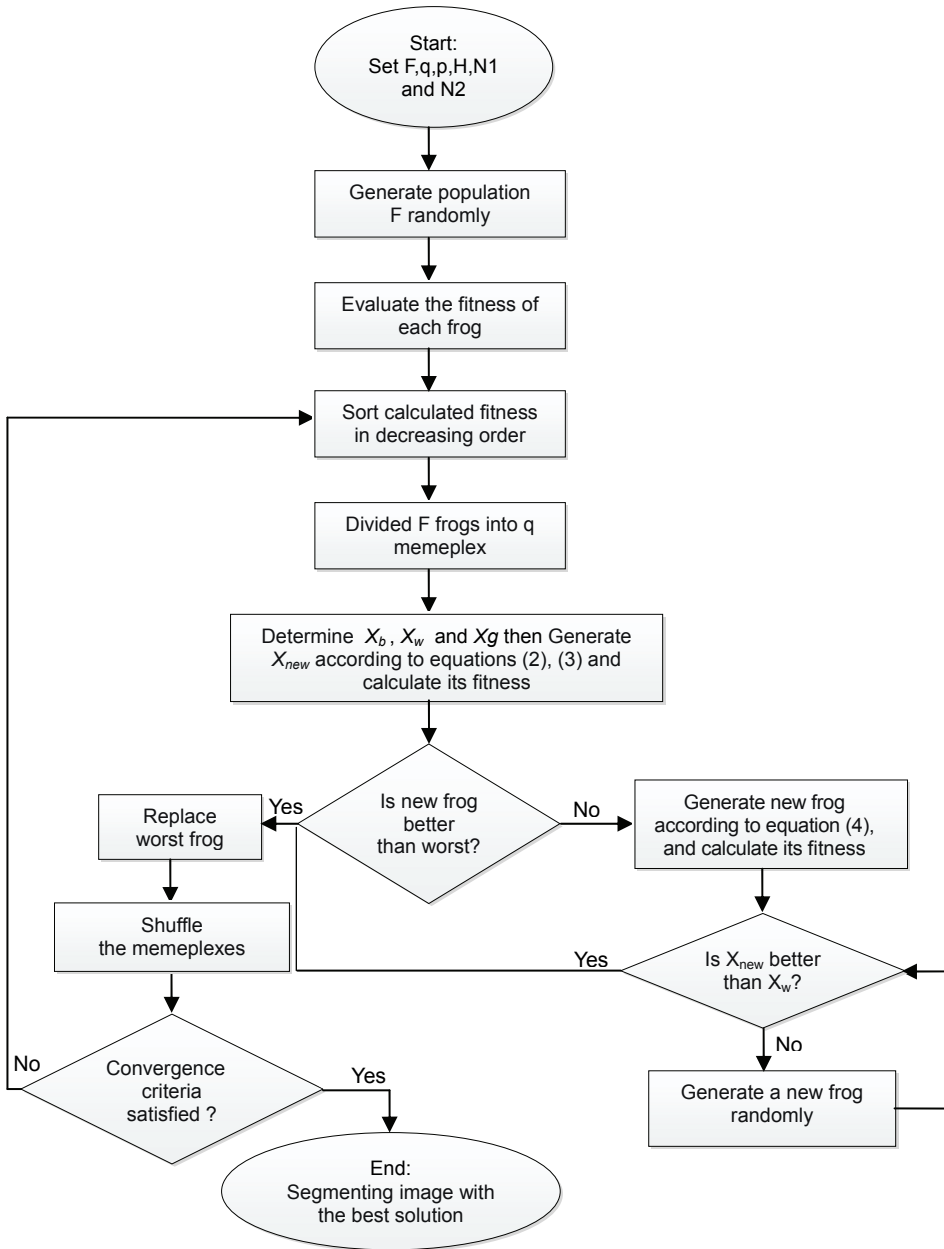 Start:
Set F,q,p,H,N1
and N2
Generate population
F randomly
Evaluate the fitness of
each frog
Sort calculated fitness
in decreasing order
Divided F frogs into q
memeplex
Determine X_b , X_w and Xg then Generate
X_new according to equations (2), (3) and
calculate its fitness
Is new frog
better
than worst?
Yes
No
Replace
worst frog
Generate new frog
according to equation (4),
and calculate its fitness
Shuffle
the memeplexes
Yes
Is X_new better
than X_w?
No
No
Convergence
criteria
satisfied ?
Yes
Generate a new frog
randomly
End:
Segmenting image with
the best solution